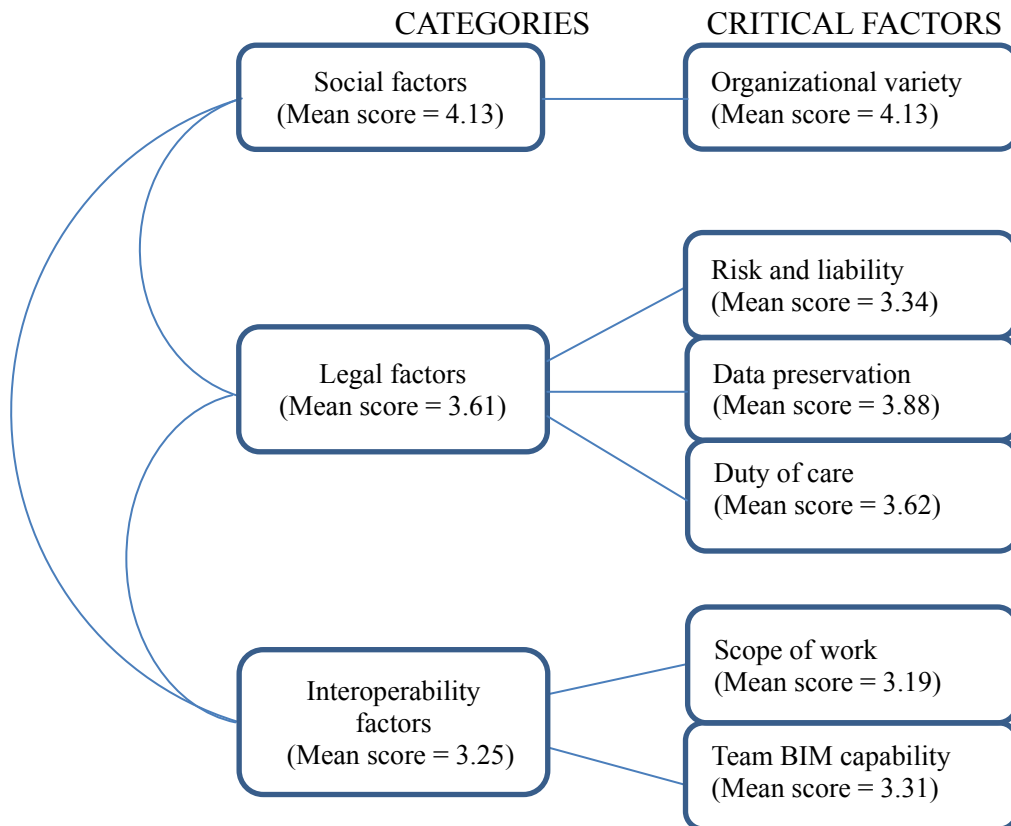 CATEGORIES
CRITICAL FACTORS
Social factors
(Mean score = 4.13)
Organizational variety
(Mean score = 4.13)
Legal factors
(Mean score = 3.61)
Risk and liability
(Mean score = 3.34)
Data preservation
(Mean score = 3.88)
Duty of care
(Mean score = 3.62)
Interoperability
factors
(Mean score = 3.25)
Scope of work
(Mean score = 3.19)
Team BIM capability
(Mean score = 3.31)